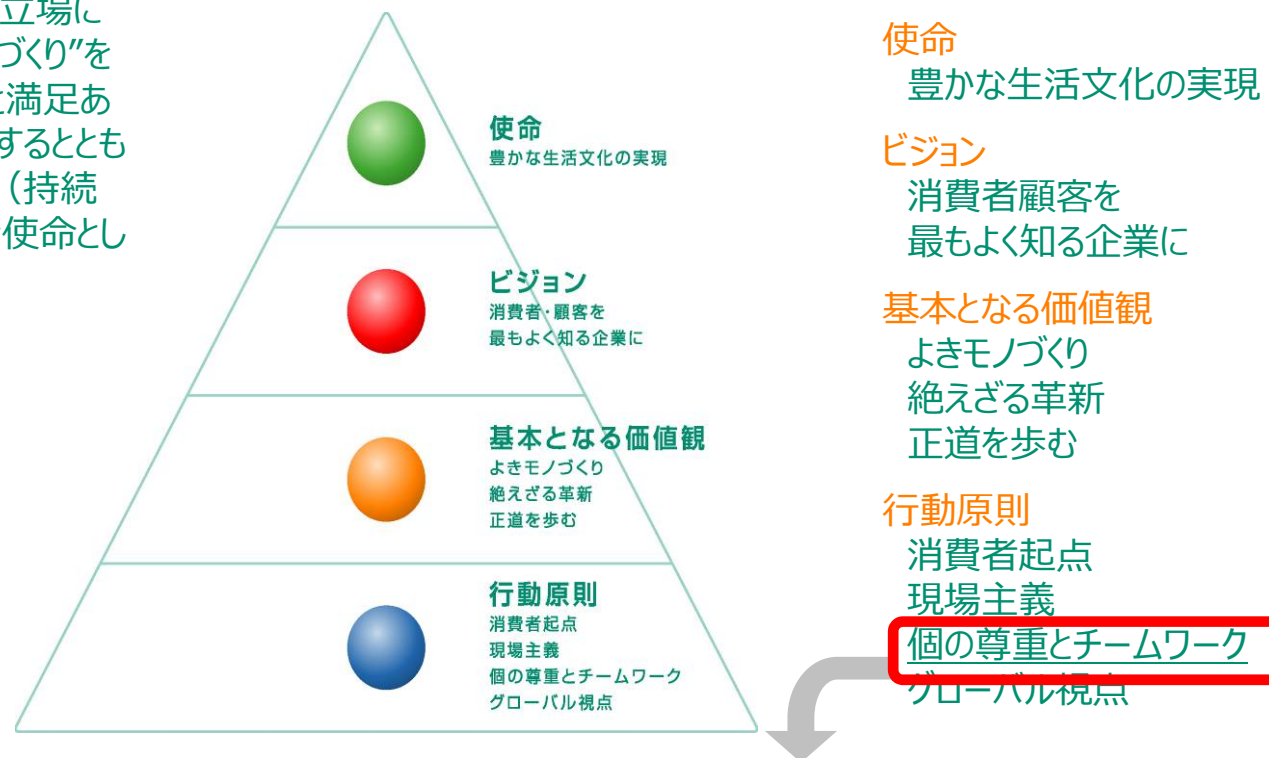 立場に
づくり”を
満足あ
するととも
（持続
使命とし
使命
豊かな生活文化の実現
ビジョン
消費者・顧客を
最もよく知る企業に
基本となる価値観
よきモノづくり
絶えざる革新
正道を歩む
行動原則
消費者起点
現場主義
個の尊重とチームワーク
グローバル視点
使命
豊かな生活文化の実現
ビジョン
消費者顧客を
最もよく知る企業に
基本となる価値観
よきモノづくり
絶えざる革新
正道を歩む
行動原則
消費者起点
現場主義
個の尊重とチームワーク
グローバル視点